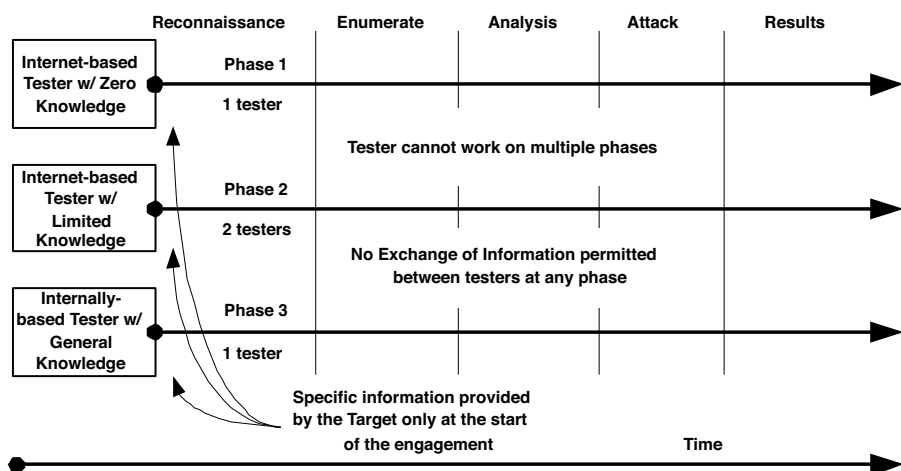 Reconnaissance Enumerate Analysis Attack Results
Internet-based
Tester w/ Zero
Knowledge
Phase 1
1 tester
Tester cannot work on multiple phases
Internet-based
Tester w/
Limited
Knowledge
Phase 2
2 testers
No Exchange of Information permitted
between testers at any phase
Internally-
based Tester w/
General
Knowledge
Phase 3
1 tester
Specific information provided
by the Target only at the start
of the engagement
Time